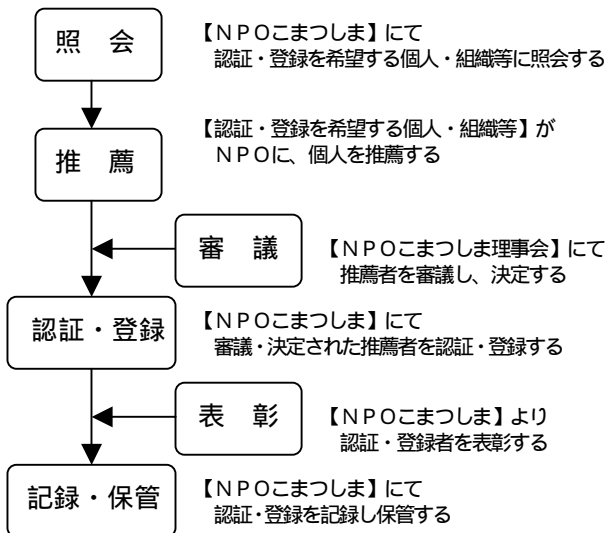 照　会
【ＮＰＯこまつしま】にて
認証・登録を希望する個人・組織等に照会する
推　薦
【認証・登録を希望する個人・組織等】が
ＮＰＯに、個人を推薦する
審　議
【ＮＰＯこまつしま理事会】にて
推薦者を審議し、決定する
認証・登録
【ＮＰＯこまつしま】にて
審議・決定された推薦者を認証・登録する
表　彰
【ＮＰＯこまつしま】より
認証・登録者を表彰する
記録・保管
【ＮＰＯこまつしま】にて
認証・登録を記録し保管する